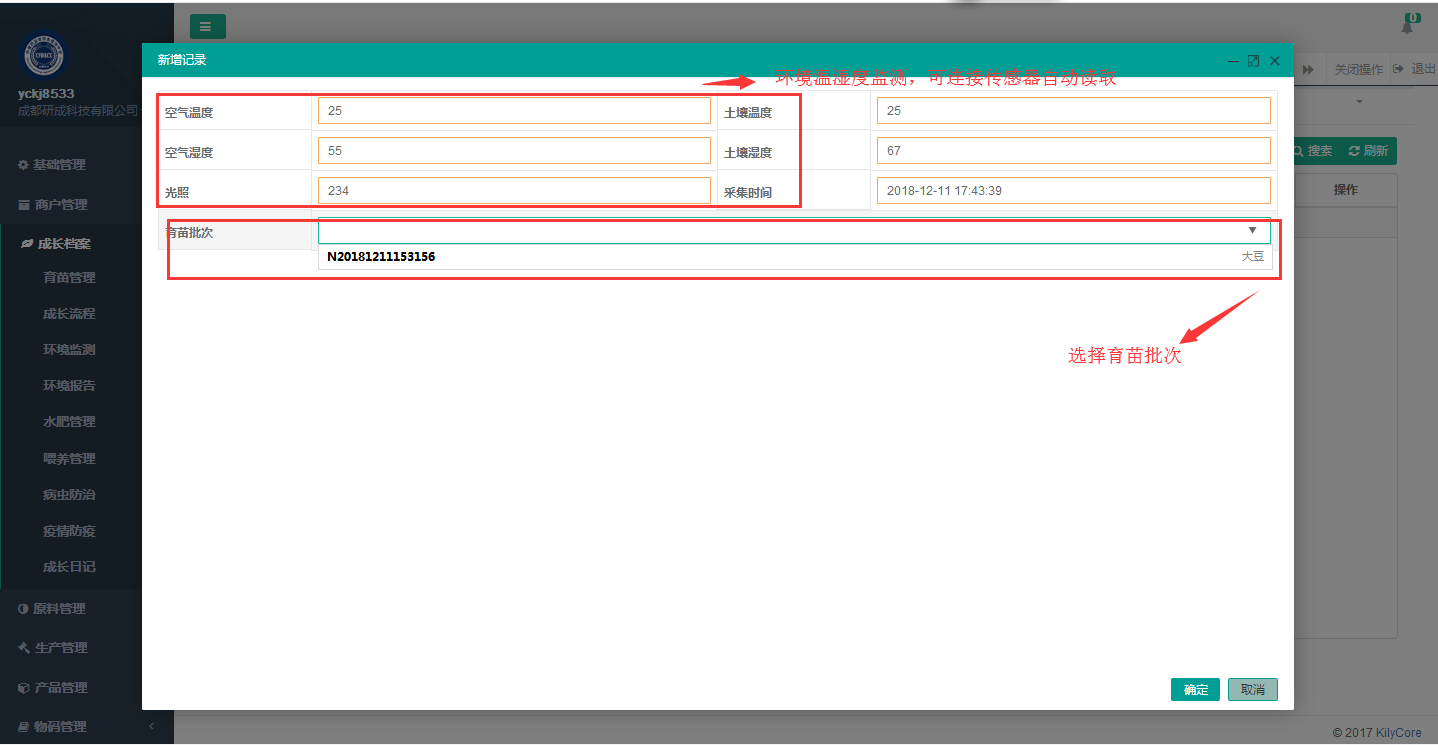 0
yckj8533
成都研成科技有限公司
基础管理
商户管理
成长档案
育苗管理
成长流程
环境监测
环境报告
水肥管理
喂养管理
病虫防治
疫情防疫
成长日记
原料管理
生产管理
产品管理
物码管理
关闭操作
退出
搜索
刷新
操作
新增记录
环境温湿度监测，可连接传感器自动读取
空气温度 25 土壤温度 25
空气湿度 55 土壤湿度 67
光照 234 采集时间 2018-12-11 17:43:39
育苗批次
N20181211153156 大豆
选择育苗批次
确定 取消
© 2017 KilyCore